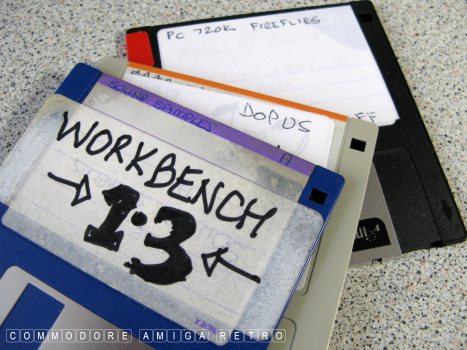 PC 720K FIREFLIES
DOPUS
SOUND SAMPLES
WORKBENCH
1.3
COMMODORE AMIGA RETRO